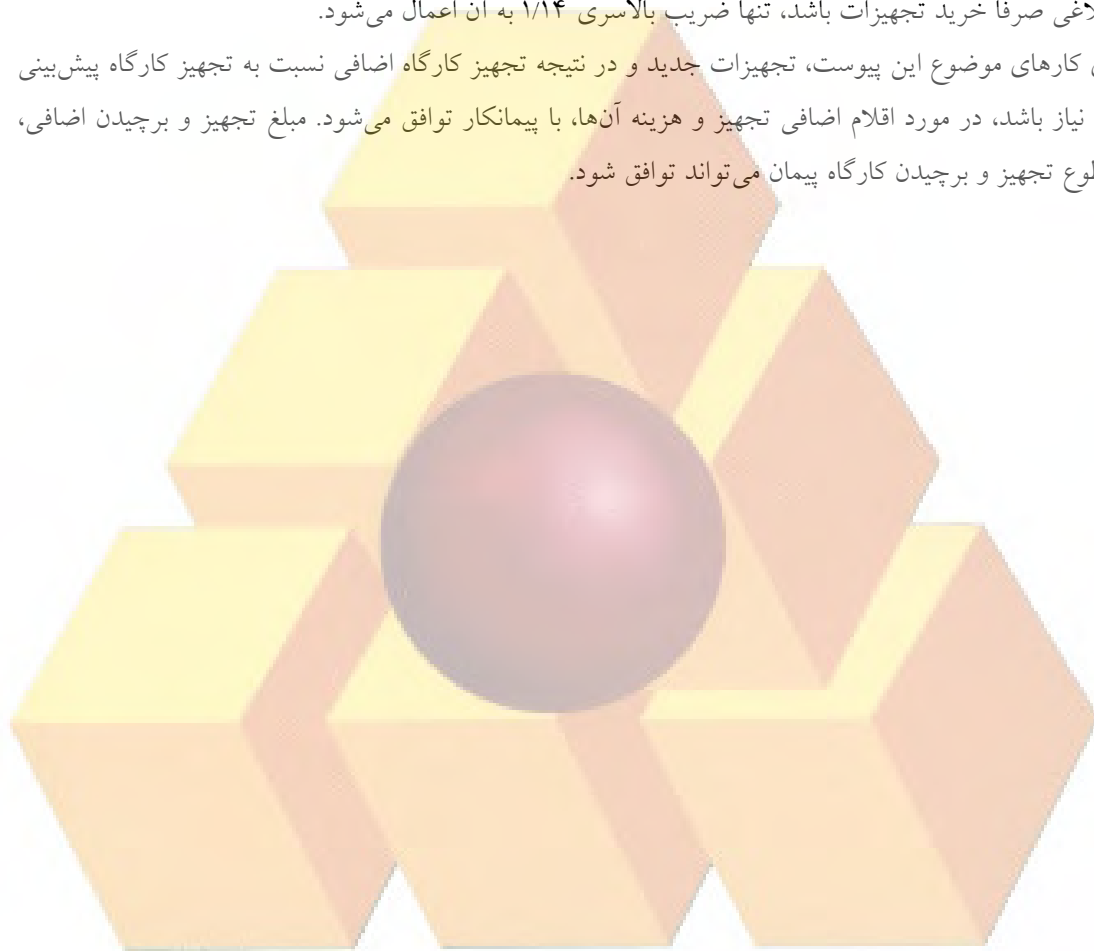 لاغی صرفا خرید تجهیزات باشد، تنها ضریب بالاسری ۱/۱۴ به آن اعمال می‌شود.
کارهای موضوع این پیوست، تجهیزات جدید و در نتیجه تجهیز کارگاه اضافی نسبت به تجهیز کارگاه پیش‌بینی
نیاز باشد، در مورد اقلام اضافی تجهیز و هزینه آن‌ها، با پیمانکار توافق می‌شود. مبلغ تجهیز و برچیدن اضافی،
طوع تجهیز و برچیدن کارگاه پیمان می‌تواند توافق شود.